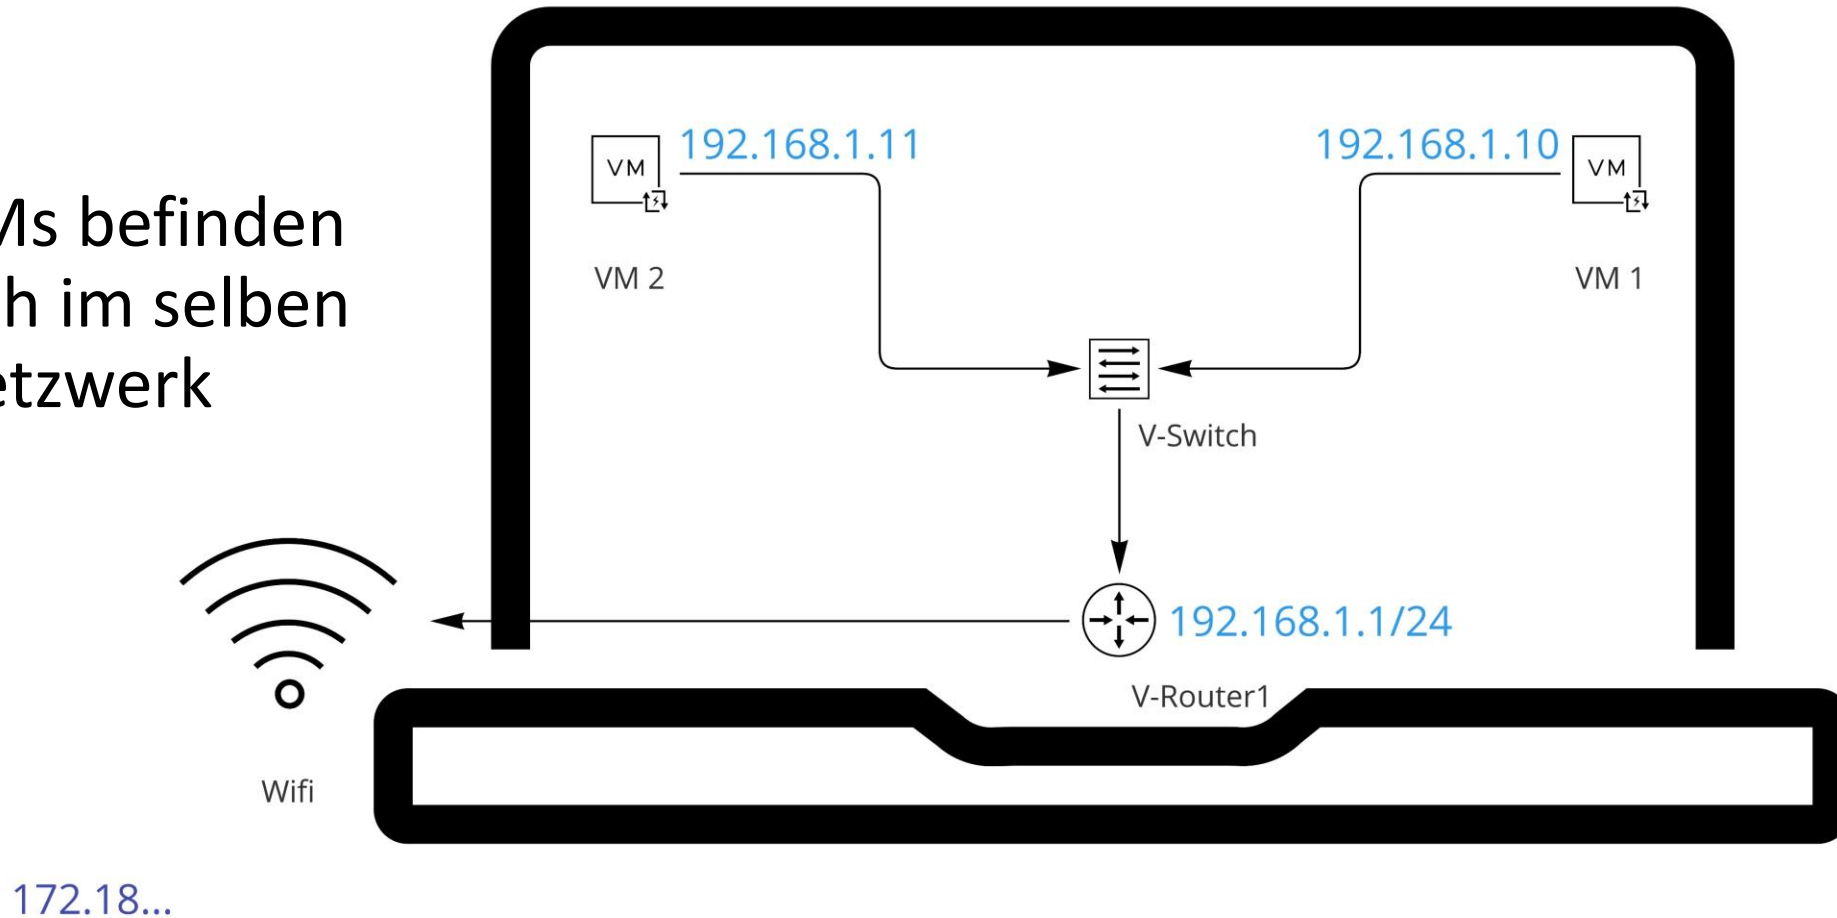 Ms befinden
h im selben
etzwerk
192.168.1.11
192.168.1.10
VM
VM
VM 2
VM 1
V-Switch
192.168.1.1/24
V-Router1
Wifi
172.18...